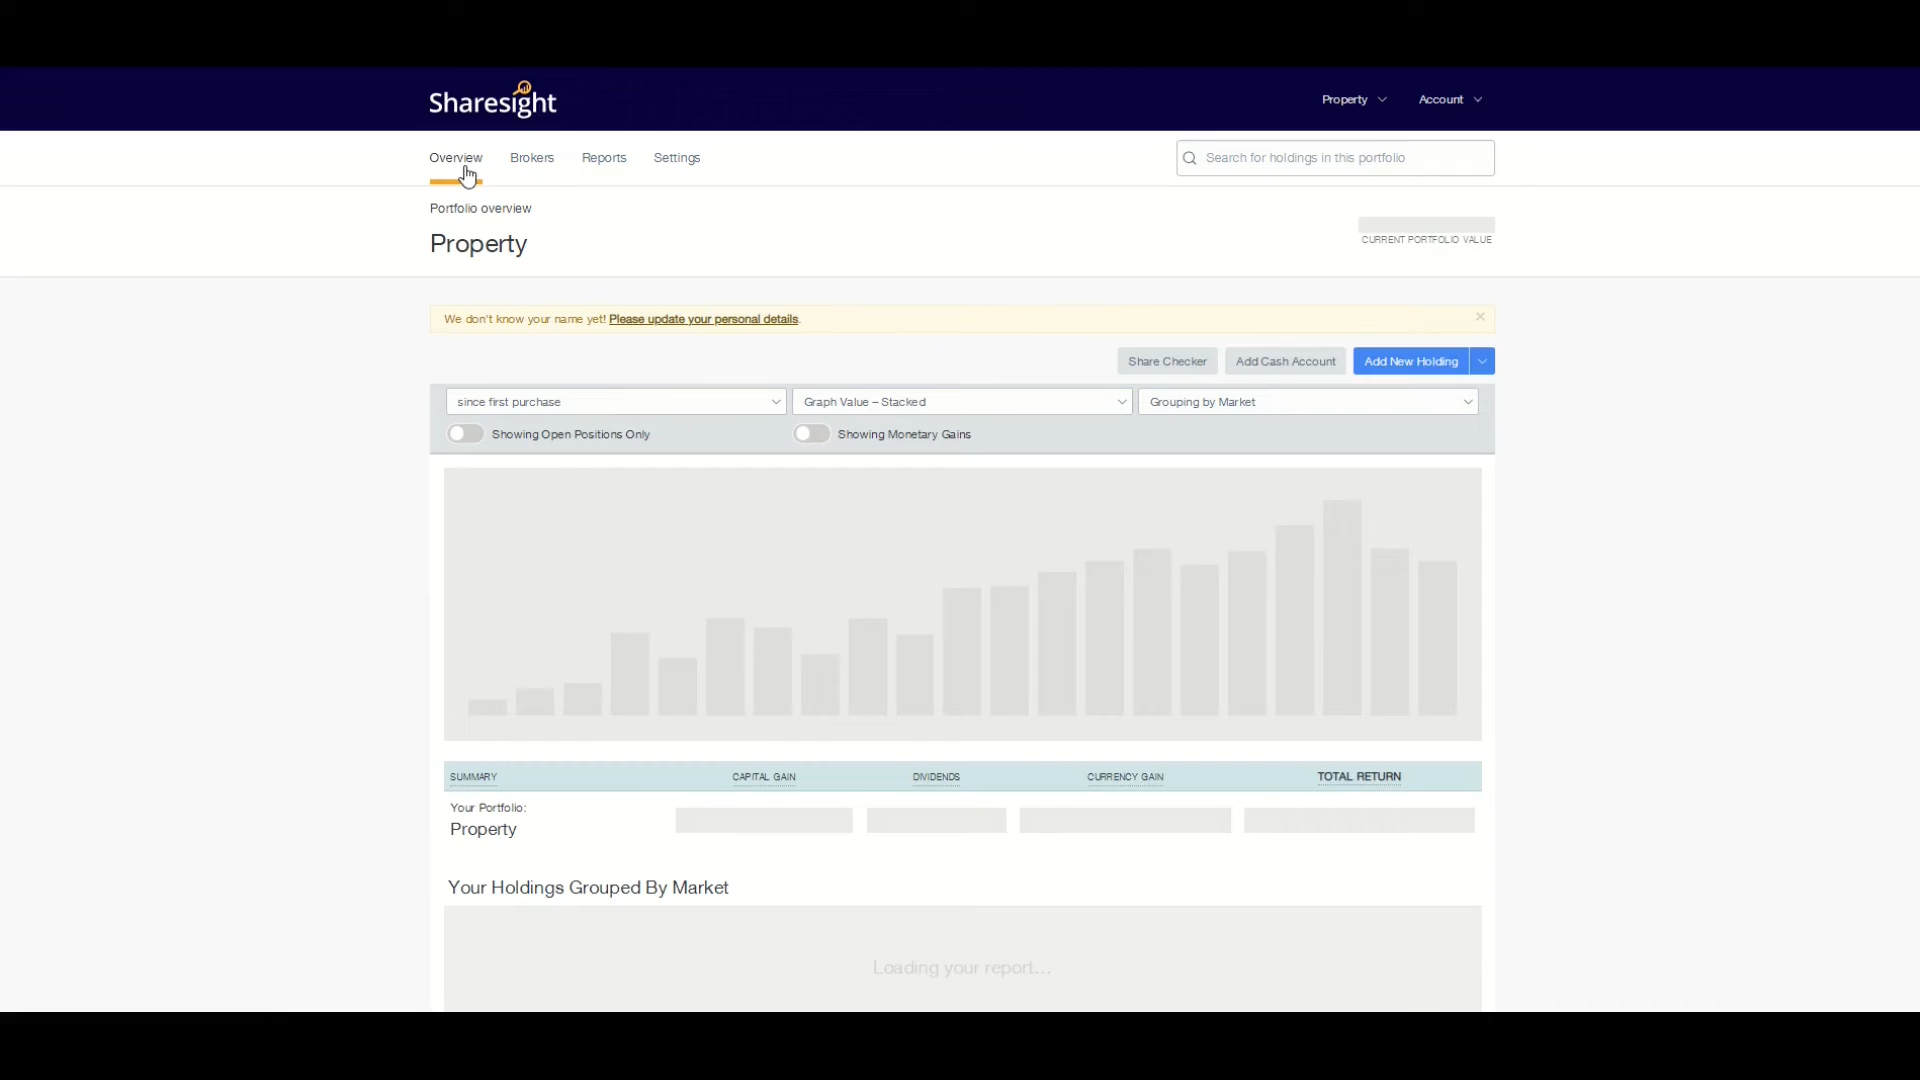 Sharesight
Property
Account
Overview
Brokers
Reports
Settings
Search for holdings in this portfolio
Portfolio overview
Property
CURRENT PORTFOLIO VALUE
We don't know your name yet! Please update your personal details.
Share Checker
Add Cash Account
Add New Holding
since first purchase
Graph Value – Stacked
Grouping by Market
Showing Open Positions Only
Showing Monetary Gains
SUMMARY
CAPITAL GAIN
DIVIDENDS
CURRENCY GAIN
TOTAL RETURN
Your Portfolio:
Property
Your Holdings Grouped By Market
Loading your report...